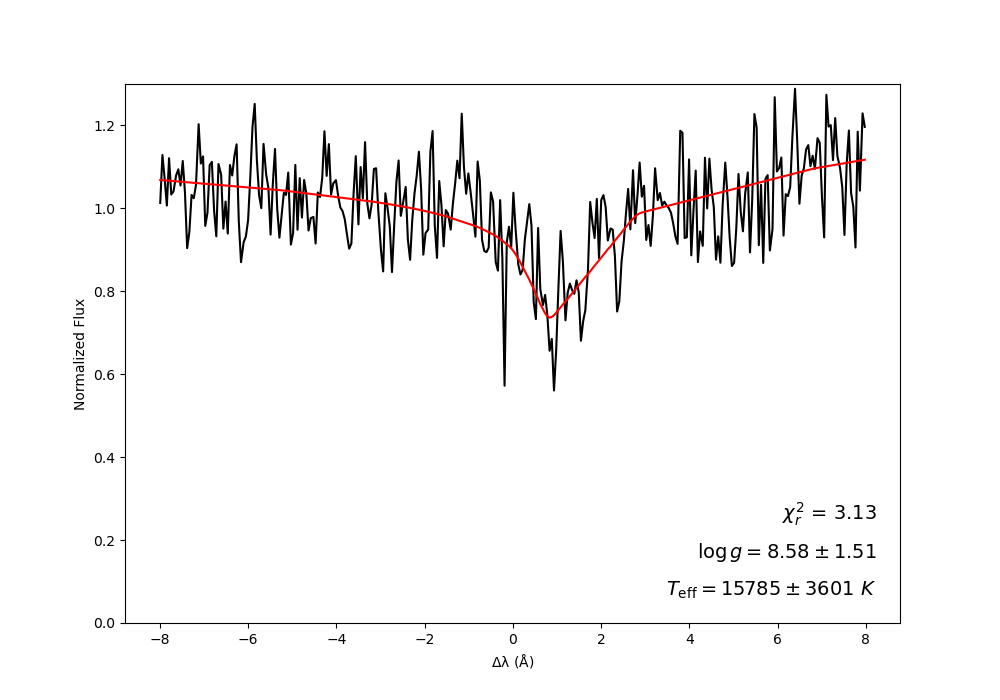 1.2
1.0
0.8
0.6
0.4
0.2
0.0
Normalized Flux
χ²ᵣ = 3.13
log g = 8.58 ± 1.51
T_eff = 15785 ± 3601 K
−8 −6 −4 −2 0 2 4 6 8
Δλ (Å)